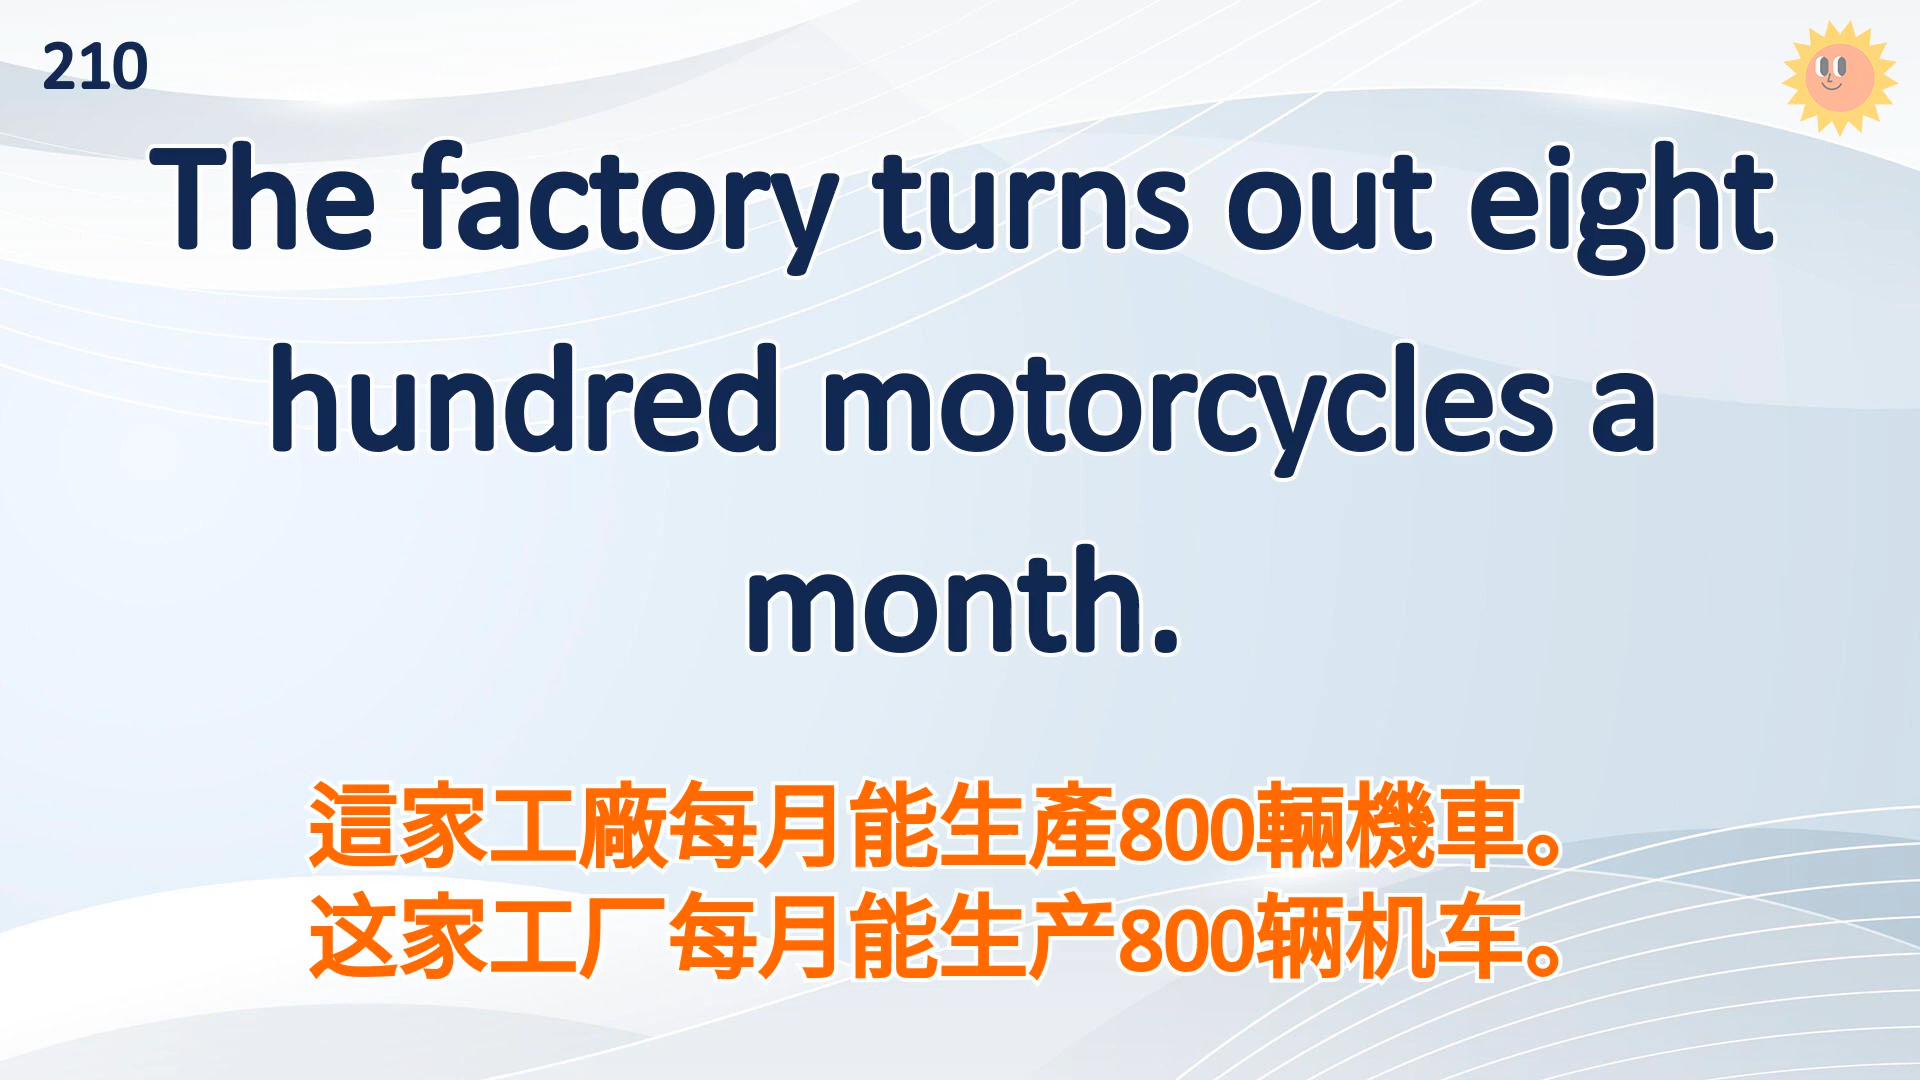 210
The factory turns out eight
hundred motorcycles a
month.
這家工廠每月能生產800輛機車。
这家工厂每月能生产800辆机车。